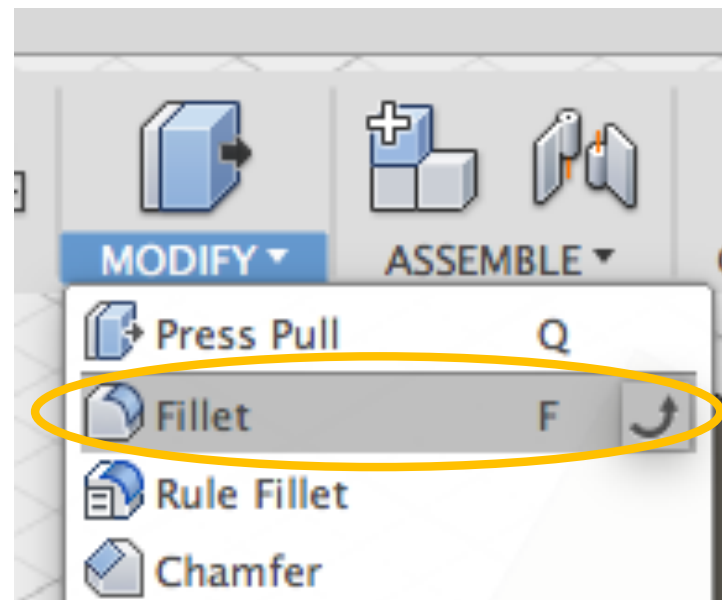 MODIFY ASSEMBLE
Press Pull Q
Fillet F
Rule Fillet
Chamfer